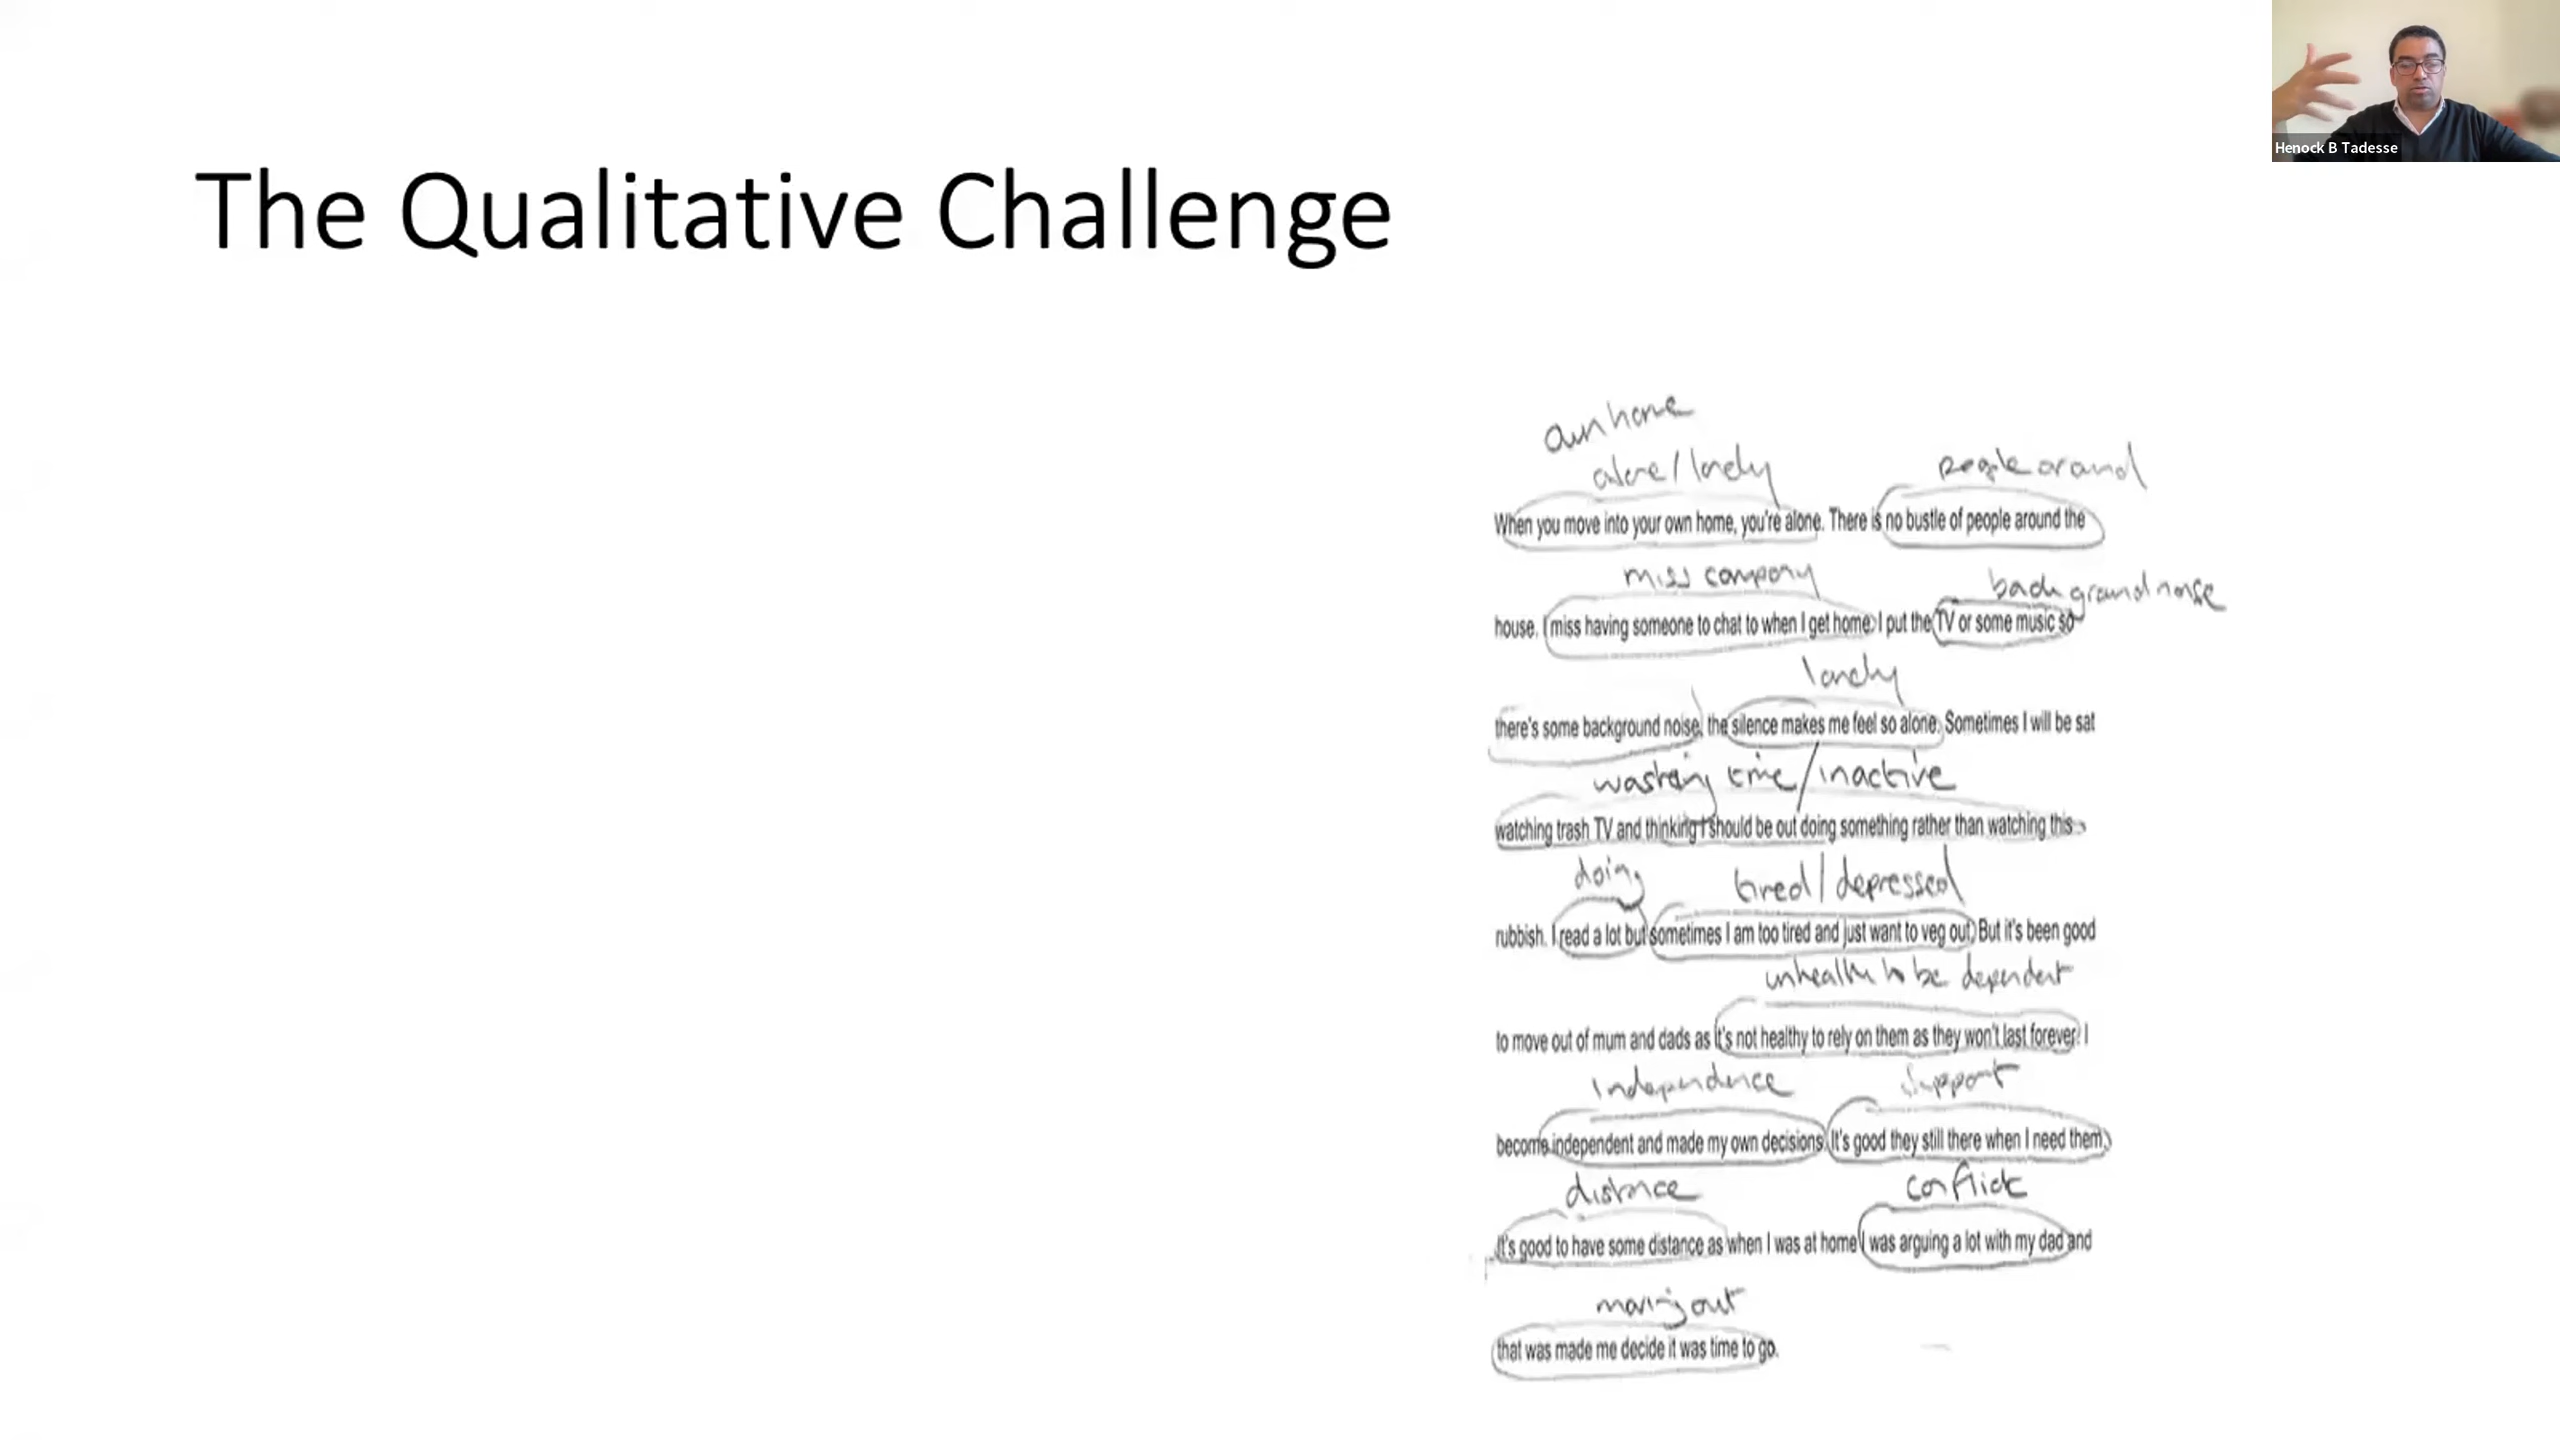 Henock B Tadesse
The Qualitative Challenge
own home
alone / lonely
people around
When you move into your own home, you're alone. There is no bustle of people around the
miss company
background noise
house. I miss having someone to chat to when I get home. I put the TV or some music so
lonely
there's some background noise, the silence makes me feel so alone. Sometimes I will be sat
wasting time/inactive
watching trash TV and thinking I should be out doing something rather than watching this
doing
tired/depressed
rubbish. I read a lot but sometimes I am too tired and just want to veg out. But it's been good
unhealthy to be dependent
to move out of mum and dads as it's not healthy to rely on them as they won't last forever. I
Independence
Support
become independent and made my own decisions. It's good they still there when I need them.
distance
conflict
It's good to have some distance as when I was at home I was arguing a lot with my dad and
moving out
that was made me decide it was time to go.